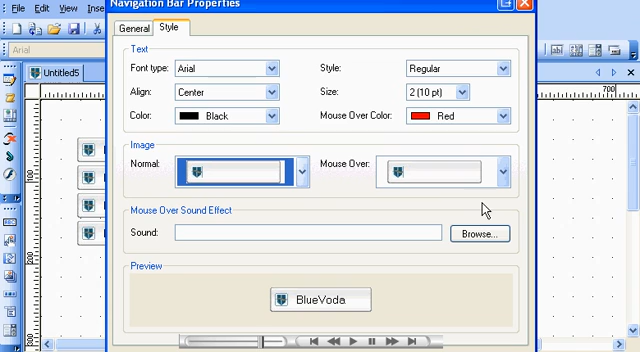 Navigation Bar Properties
File Edit View Inse
Arial
Untitled5
700
General Style
Text
Font type: Arial Style: Regular
Align: Center Size: 2 (10 pt)
Color: Black Mouse Over Color: Red
Image
Normal: Mouse Over:
Mouse Over Sound Effect
Sound: Browse...
Preview
BlueVoda
100
200
300